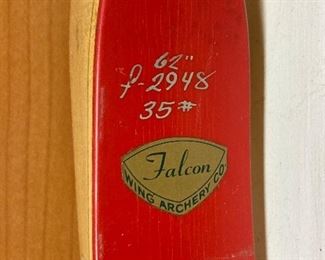 62"
f-2948
35#
Falcon
WING ARCHERY CO.